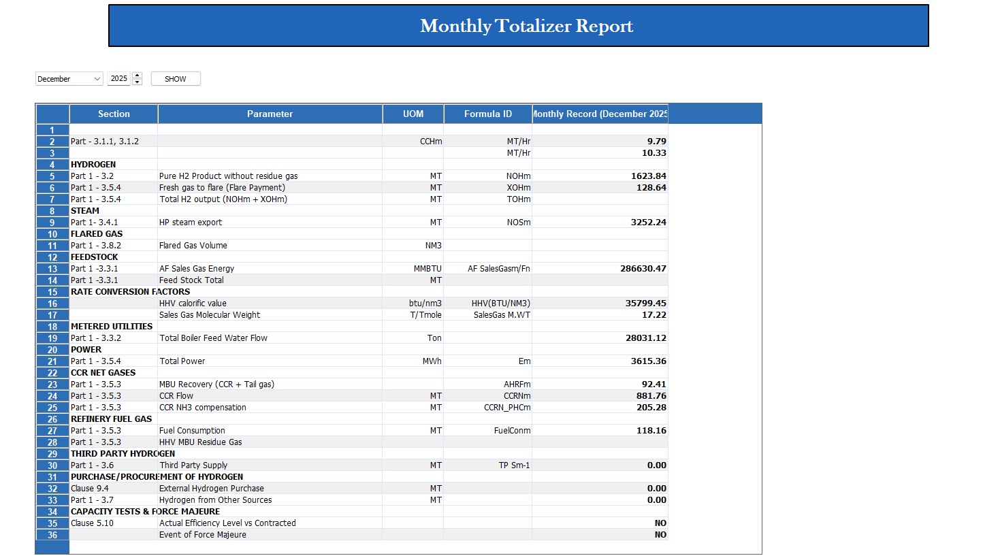 Monthly Totalizer Report
December 2025 SHOW
Section Parameter UOM Formula ID Monthly Record (December 2025
1
2 Part - 3.1.1, 3.1.2 CCHm MT/Hr 9.79
3 MT/Hr 10.33
4 HYDROGEN
5 Part 1 - 3.2 Pure H2 Product without residue gas MT NOHm 1623.84
6 Part 1 - 3.5.4 Fresh gas to flare (Flare Payment) MT XOHm 128.64
7 Part 1 - 3.5.4 Total H2 output (NOHm + XOHm) MT TOHm
8 STEAM
9 Part 1- 3.4.1 HP steam export MT NOSm 3252.24
10 FLARED GAS
11 Part 1 - 3.8.2 Flared Gas Volume NM3
12 FEEDSTOCK
13 Part 1 -3.3.1 AF Sales Gas Energy MMBTU AF SalesGasm/Fn 286630.47
14 Part 1 -3.3.1 Feed Stock Total MT
15 RATE CONVERSION FACTORS
16 HHV calorific value btu/nm3 HHV(BTU/NM3) 35799.45
17 Sales Gas Molecular Weight T/Tmole SalesGas M.WT 17.22
18 METERED UTILITIES
19 Part 1 - 3.3.2 Total Boiler Feed Water Flow Ton 28031.12
20 POWER
21 Part 1 - 3.5.4 Total Power MWh Em 3615.36
22 CCR NET GASES
23 Part 1 - 3.5.3 MBU Recovery (CCR + Tail gas) AHRFm 92.41
24 Part 1 - 3.5.3 CCR Flow MT CCRNm 881.76
25 Part 1 - 3.5.3 CCR NH3 compensation MT CCRN_PHCm 205.28
26 REFINERY FUEL GAS
27 Part 1 - 3.5.3 Fuel Consumption MT FuelConm 118.16
28 Part 1 - 3.5.3 HHV MBU Residue Gas
29 THIRD PARTY HYDROGEN
30 Part 1 - 3.6 Third Party Supply MT TP Sm-1 0.00
31 PURCHASE/PROCUREMENT OF HYDROGEN
32 Clause 9.4 External Hydrogen Purchase MT 0.00
33 Part 1 - 3.7 Hydrogen from Other Sources MT 0.00
34 CAPACITY TESTS & FORCE MAJEURE
35 Clause 5.10 Actual Efficiency Level vs Contracted NO
36 Event of Force Majeure NO